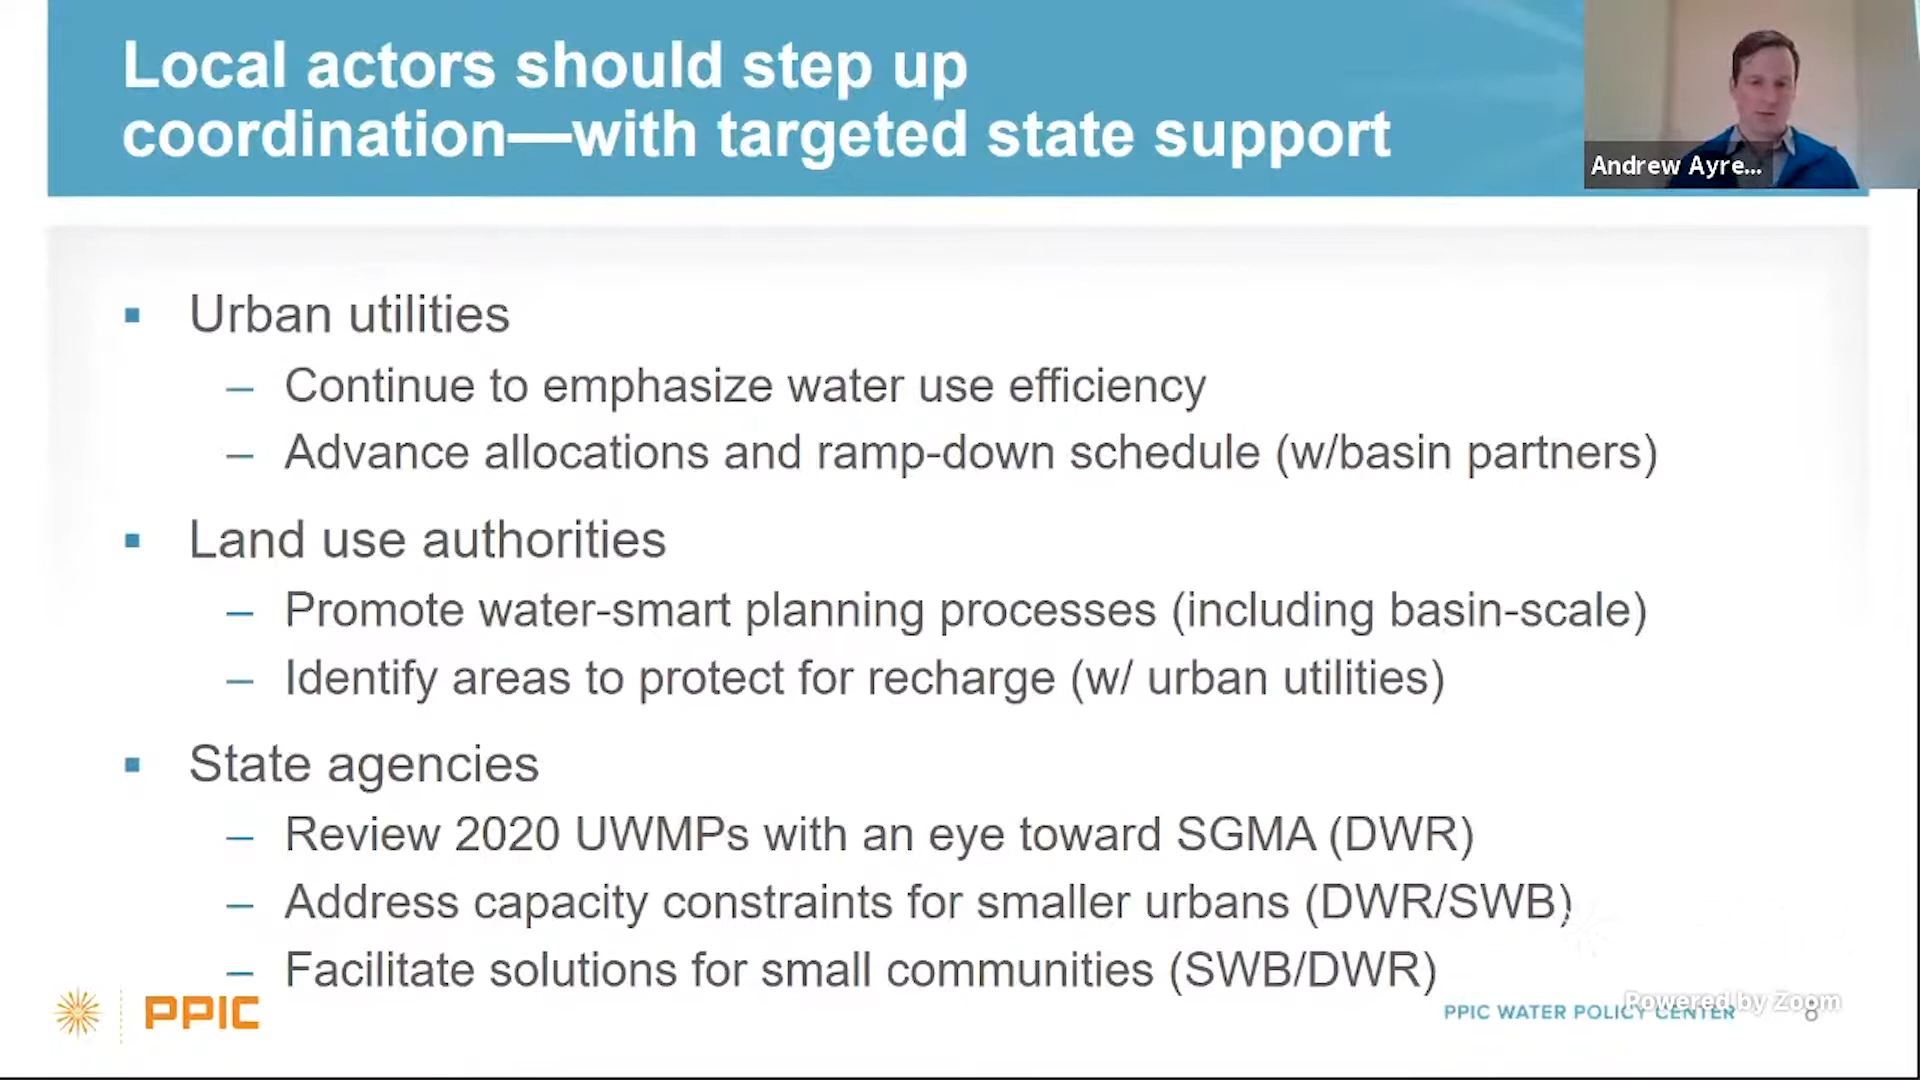 Local actors should step up
coordination—with targeted state support
Andrew Ayre...
▪ Urban utilities
– Continue to emphasize water use efficiency
– Advance allocations and ramp-down schedule (w/basin partners)
▪ Land use authorities
– Promote water-smart planning processes (including basin-scale)
– Identify areas to protect for recharge (w/ urban utilities)
▪ State agencies
– Review 2020 UWMPs with an eye toward SGMA (DWR)
– Address capacity constraints for smaller urbans (DWR/SWB)
– Facilitate solutions for small communities (SWB/DWR)
PPIC
PPIC WATER POLICY CENTER
8
Powered by Zoom